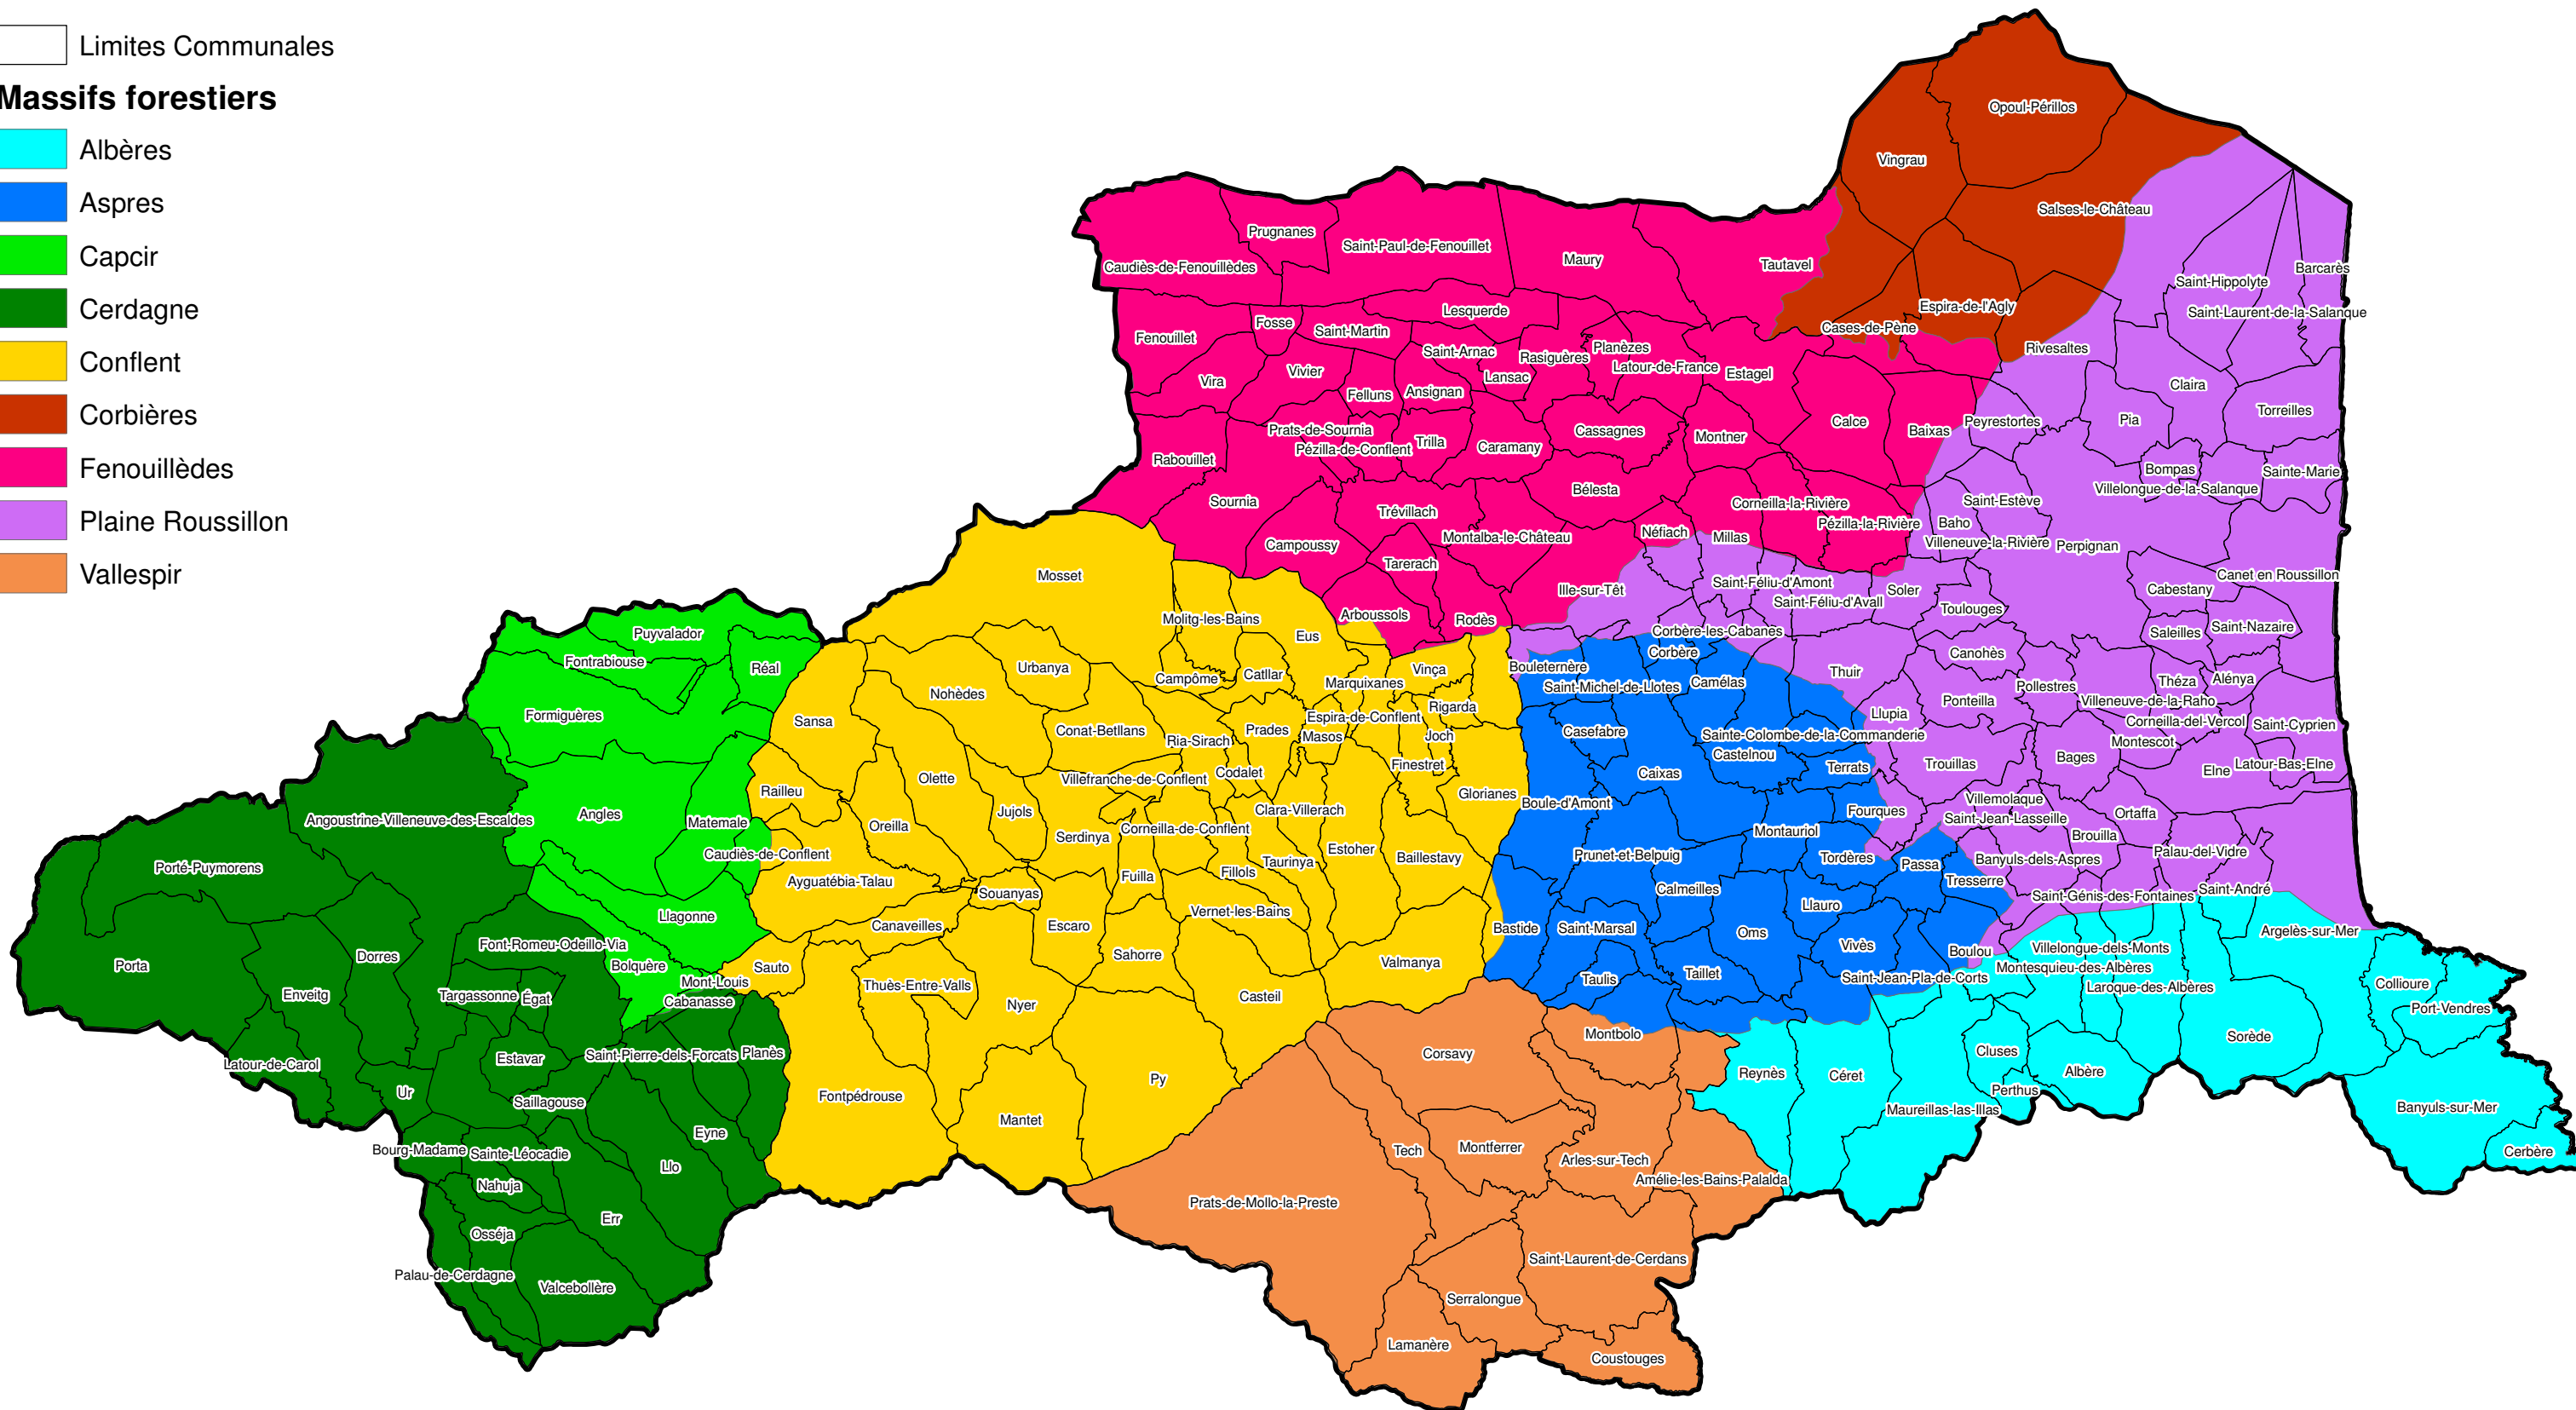 Limites Communales
Massifs forestiers
Albères
Aspres
Capcir
Cerdagne
Conflent
Corbières
Fenouillèdes
Plaine Roussillon
Vallespir
Opoul-Périllos
Vingrau
Salses-le-Château
Prugnanes
Saint-Paul-de-Fenouillet
Maury
Tautavel
Caudiès-de-Fenouillèdes
Barcarès
Saint-Hippolyte
Saint-Laurent-de-la-Salanque
Lesquerde
Espira-de-l'Agly
Fosse
Saint-Martin
Cases-de-Pène
Fenouillet
Planèzes
Rivesaltes
Saint-Arnac
Rasiguères
Latour-de-France
Vivier
Estagel
Vira
Lansac
Claira
Felluns
Ansignan
Torreilles
Pia
Peyrestortes
Calce
Baixas
Prats-de-Sournia
Cassagnes
Montner
Trilla
Pézilla-de-Conflent
Caramany
Rabouillet
Bompas
Sainte-Marie
Bélesta
Villelongue-de-la-Salanque
Sournia
Saint-Estève
Corneilla-la-Rivière
Trévillach
Pézilla-la-Rivière
Baho
Néfiach
Millas
Montalba-le-Château
Campoussy
Villeneuve-la-Rivière
Perpignan
Tarerach
Mosset
Canet en Roussillon
Saint-Féliu-d'Amont
Ille-sur-Têt
Soler
Cabestany
Saint-Féliu-d'Avall
Toulouges
Arboussols
Rodès
Molitg-les-Bains
Saint-Nazaire
Puyvalador
Corbère-les-Cabanes
Saleilles
Eus
Corbère
Canohès
Fontrabiouse
Réal
Urbanya
Vinça
Bouleternère
Thuir
Catllar
Campôme
Marquixanes
Alénya
Théza
Camélas
Saint-Michel-de-Llotes
Pollestres
Nohèdes
Ponteilla
Villeneuve-de-la-Raho
Rigarda
Formiguères
Llupia
Espira-de-Conflent
Sansa
Corneilla-del-Vercol
Saint-Cyprien
Conat-Betllans
Prades
Casefabre
Masos
Joch
Sainte-Colombe-de-la-Commanderie
Ria-Sirach
Montescot
Castelnou
Bages
Trouillas
Latour-Bas-Elne
Finestret
Terrats
Elne
Codalet
Caixas
Olette
Villefranche-de-Conflent
Railleu
Glorianes
Villemolaque
Boule-d'Amont
Clara-Villerach
Fourques
Jujols
Ortaffa
Angles
Saint-Jean-Lasseille
Angoustrine-Villeneuve-des-Escaldes
Matemale
Oreilla
Corneilla-de-Conflent
Montauriol
Brouilla
Serdinya
Estoher
Palau-del-Vidre
Caudiès-de-Conflent
Prunet-et-Belpuig
Baillestavy
Tordères
Banyuls-dels-Aspres
Taurinya
Passa
Porté-Puymorens
Fillols
Fuilla
Ayguatébia-Talau
Tresserre
Calmeilles
Saint-André
Souanyas
Saint-Génis-des-Fontaines
Llauro
Vernet-les-Bains
Llagonne
Canaveilles
Escaro
Bastide
Saint-Marsal
Oms
Argelès-sur-Mer
Font-Romeu-Odeillo-Via
Vivès
Villelongue-dels-Monts
Boulou
Sahorre
Dorres
Valmanya
Porta
Bolquère
Sauto
Montesquieu-des-Albères
Taillet
Saint-Jean-Pla-de-Corts
Taulis
Mont-Louis
Collioure
Thuès-Entre-Valls
Laroque-des-Albères
Enveitg
Targassonne
Égat
Casteil
Cabanasse
Nyer
Port-Vendres
Montbolo
Sorède
Cluses
Planès
Corsavy
Saint-Pierre-dels-Forcats
Estavar
Latour-de-Carol
Albère
Reynès
Céret
Py
Perthus
Ur
Fontpédrouse
Saillagouse
Banyuls-sur-Mer
Maureillas-las-Illas
Mantet
Eyne
Montferrer
Bourg-Madame
Tech
Cerbère
Sainte-Léocadie
Arles-sur-Tech
Llo
Amélie-les-Bains-Palalda
Nahuja
Prats-de-Mollo-la-Preste
Err
Osséja
Saint-Laurent-de-Cerdans
Palau-de-Cerdagne
Valcebollère
Serralongue
Lamanère
Coustouges